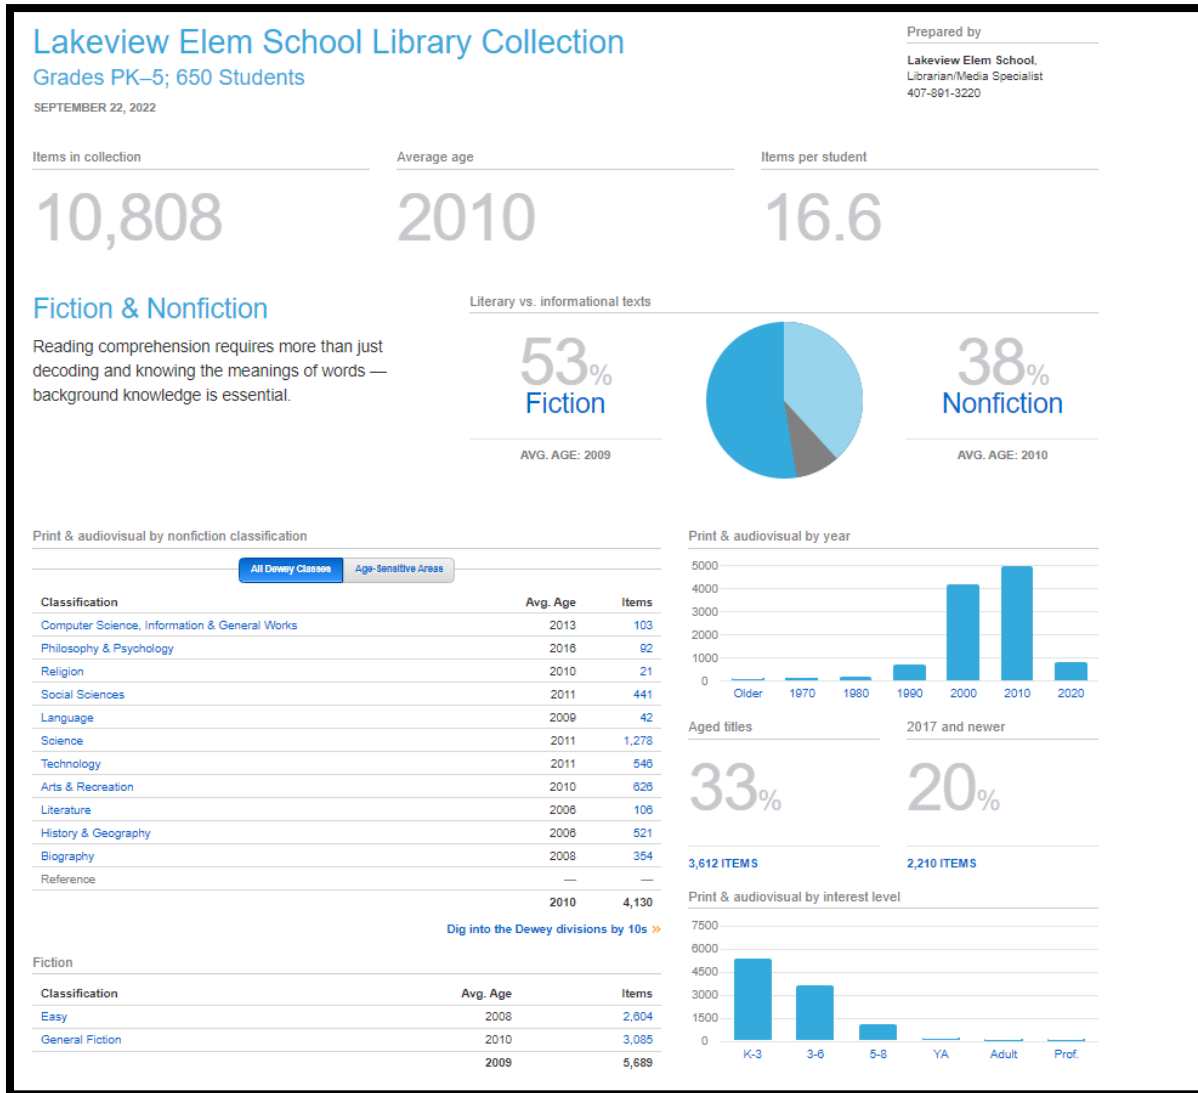 Lakeview Elem School Library Collection
Grades PK–5; 650 Students
SEPTEMBER 22, 2022
Prepared by
Lakeview Elem School,
Librarian/Media Specialist
407-891-3220
Items in collection
10,808
Average age
2010
Items per student
16.6
Fiction & Nonfiction
Reading comprehension requires more than just
decoding and knowing the meanings of words —
background knowledge is essential.
Literary vs. informational texts
53%
Fiction
AVG. AGE: 2009
38%
Nonfiction
AVG. AGE: 2010
Print & audiovisual by nonfiction classification
All Dewey Classes Age-Sensitive Areas
Classification Avg. Age Items
Computer Science, Information & General Works 2013 103
Philosophy & Psychology 2016 92
Religion 2010 21
Social Sciences 2011 441
Language 2009 42
Science 2011 1,278
Technology 2011 546
Arts & Recreation 2010 626
Literature 2006 106
History & Geography 2006 521
Biography 2008 354
Reference — —
2010 4,130
Dig into the Dewey divisions by 10s »
Fiction
Classification Avg. Age Items
Easy 2008 2,604
General Fiction 2010 3,085
2009 5,689
Print & audiovisual by year
5000
4000
3000
2000
1000
0
Older 1970 1980 1990 2000 2010 2020
Aged titles
33%
3,612 ITEMS
2017 and newer
20%
2,210 ITEMS
Print & audiovisual by interest level
7500
6000
4500
3000
1500
0
K-3 3-6 5-8 YA Adult Prof.